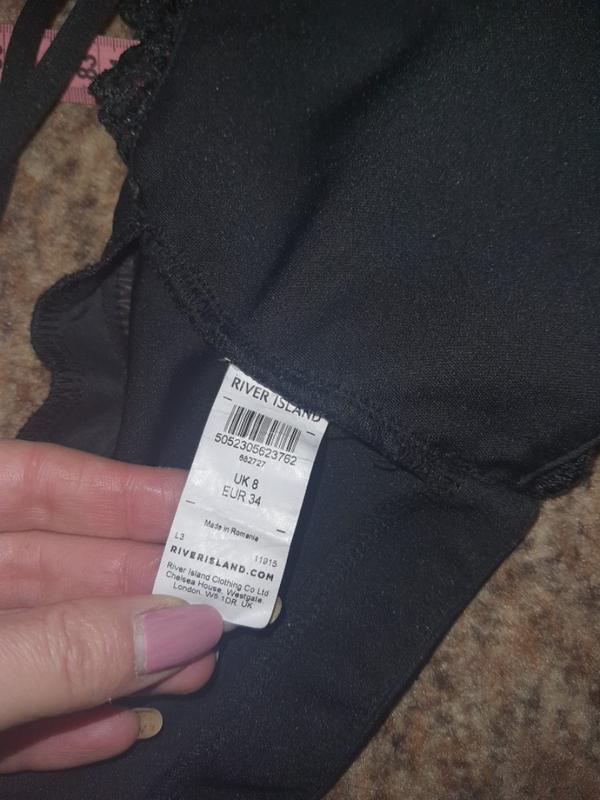 RIVER ISLAND
5052305623762
682727
UK 8
EUR 34
Made in Romania
L3 11915
RIVERISLAND.COM
River Island Clothing Co Ltd
Chelsea House, Westgate,
London, W5 1DR, UK